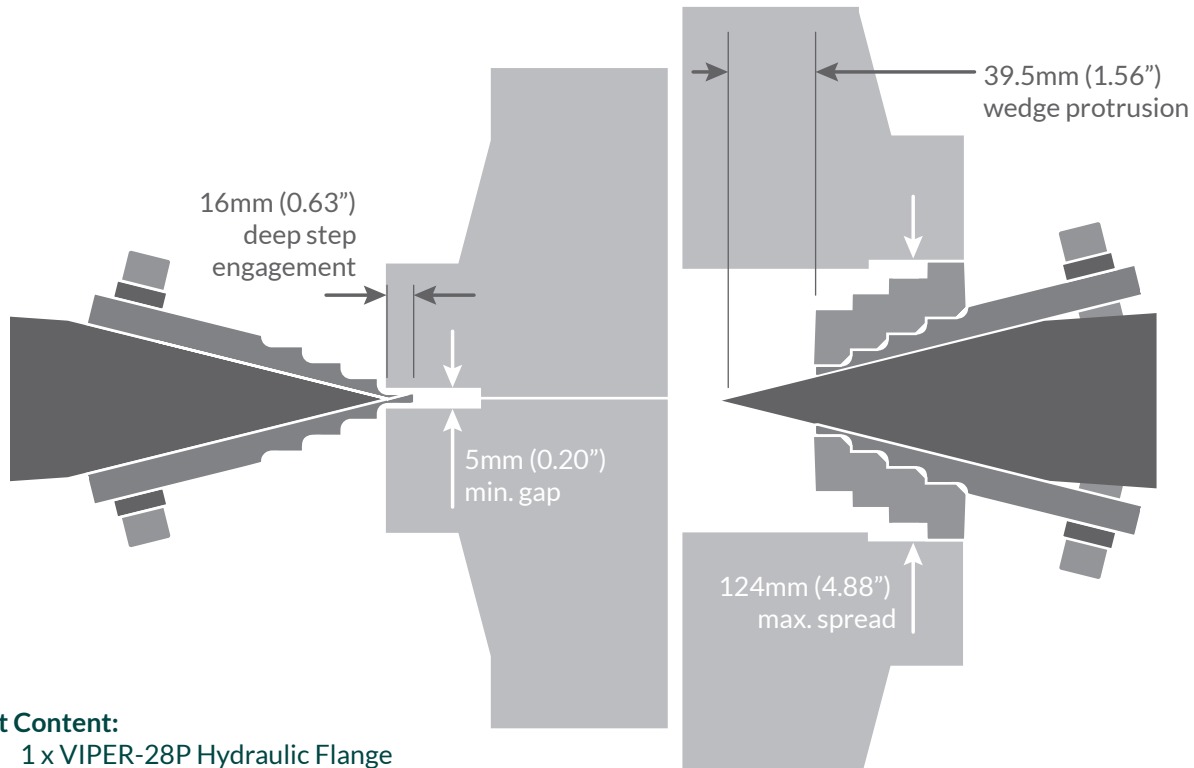 39.5mm (1.56”)
wedge protrusion
16mm (0.63”)
deep step
engagement
5mm (0.20”)
min. gap
124mm (4.88”)
max. spread
t Content:
1 x VIPER-28P Hydraulic Flange